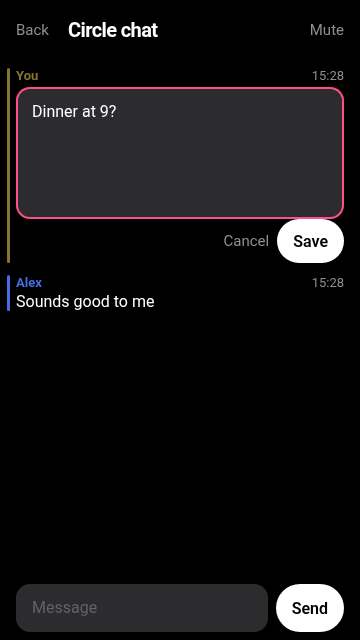 Back Circle chat Mute
You 15:28
Dinner at 9?
Cancel Save
Alex 15:28
Sounds good to me
Message Send